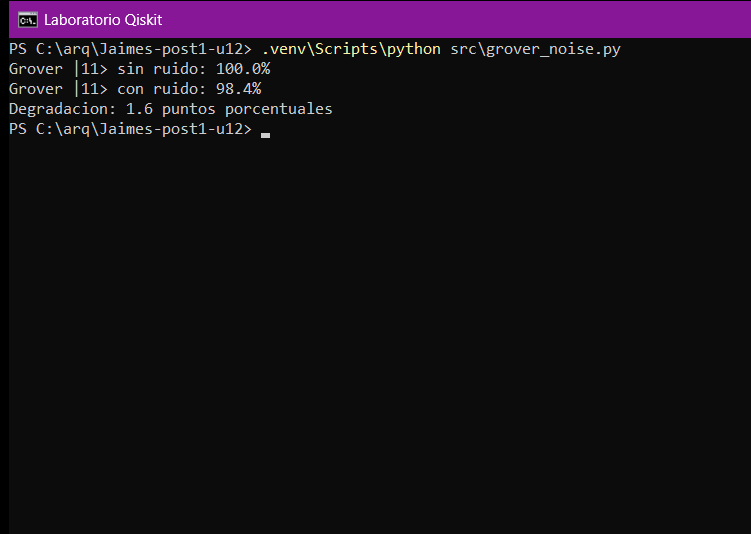 Laboratorio Qiskit
PS C:\arq\Jaimes-post1-u12> .venv\Scripts\python src\grover_noise.py
Grover |11> sin ruido: 100.0%
Grover |11> con ruido: 98.4%
Degradacion: 1.6 puntos porcentuales
PS C:\arq\Jaimes-post1-u12>